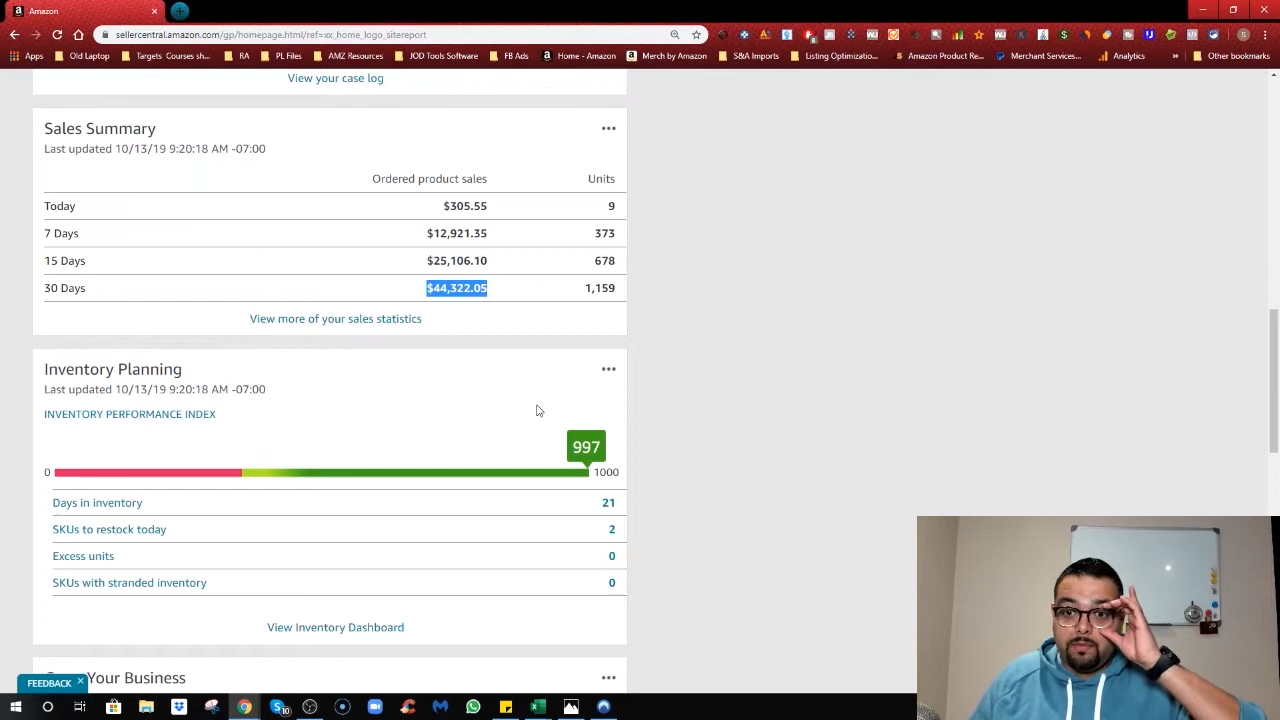 Amazon
sellercentral.amazon.com/gp/homepage.html/ref=xx_home_logo_sitereport
Apps Old Laptop Targets Courses sh... RA PL Files AMZ Resources JOD Tools Software FB Ads Home - Amazon Merch by Amazon S&A Imports Listing Optimizatio... Amazon Product Re... Merchant Services... Analytics » Other bookmarks
View your case log
Sales Summary
Last updated 10/13/19 9:20:18 AM -07:00
Ordered product sales Units
Today $305.55 9
7 Days $12,921.35 373
15 Days $25,106.10 678
30 Days $44,322.05 1,159
View more of your sales statistics
Inventory Planning
Last updated 10/13/19 9:20:18 AM -07:00
INVENTORY PERFORMANCE INDEX
997
0 1000
Days in inventory 21
SKUs to restock today 2
Excess units 0
SKUs with stranded inventory 0
View Inventory Dashboard
Your Business
FEEDBACK
10